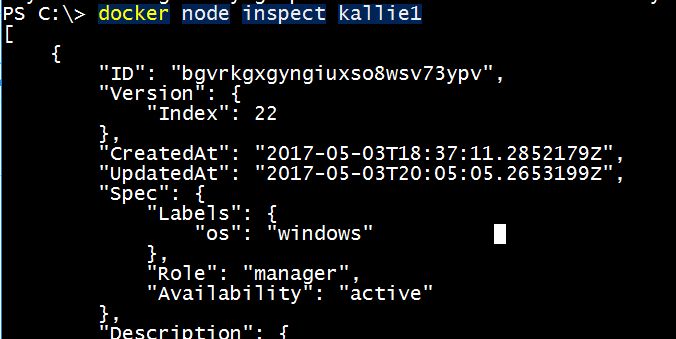 PS C:\> docker node inspect kallie1
[
    {
        "ID": "bgvrkgxgyngiuxso8wsv73ypv",
        "Version": {
            "Index": 22
        },
        "CreatedAt": "2017-05-03T18:37:11.2852179Z",
        "UpdatedAt": "2017-05-03T20:05:05.2653199Z",
        "Spec": {
            "Labels": {
                "os": "windows"
            },
            "Role": "manager",
            "Availability": "active"
        },
        "Description": {